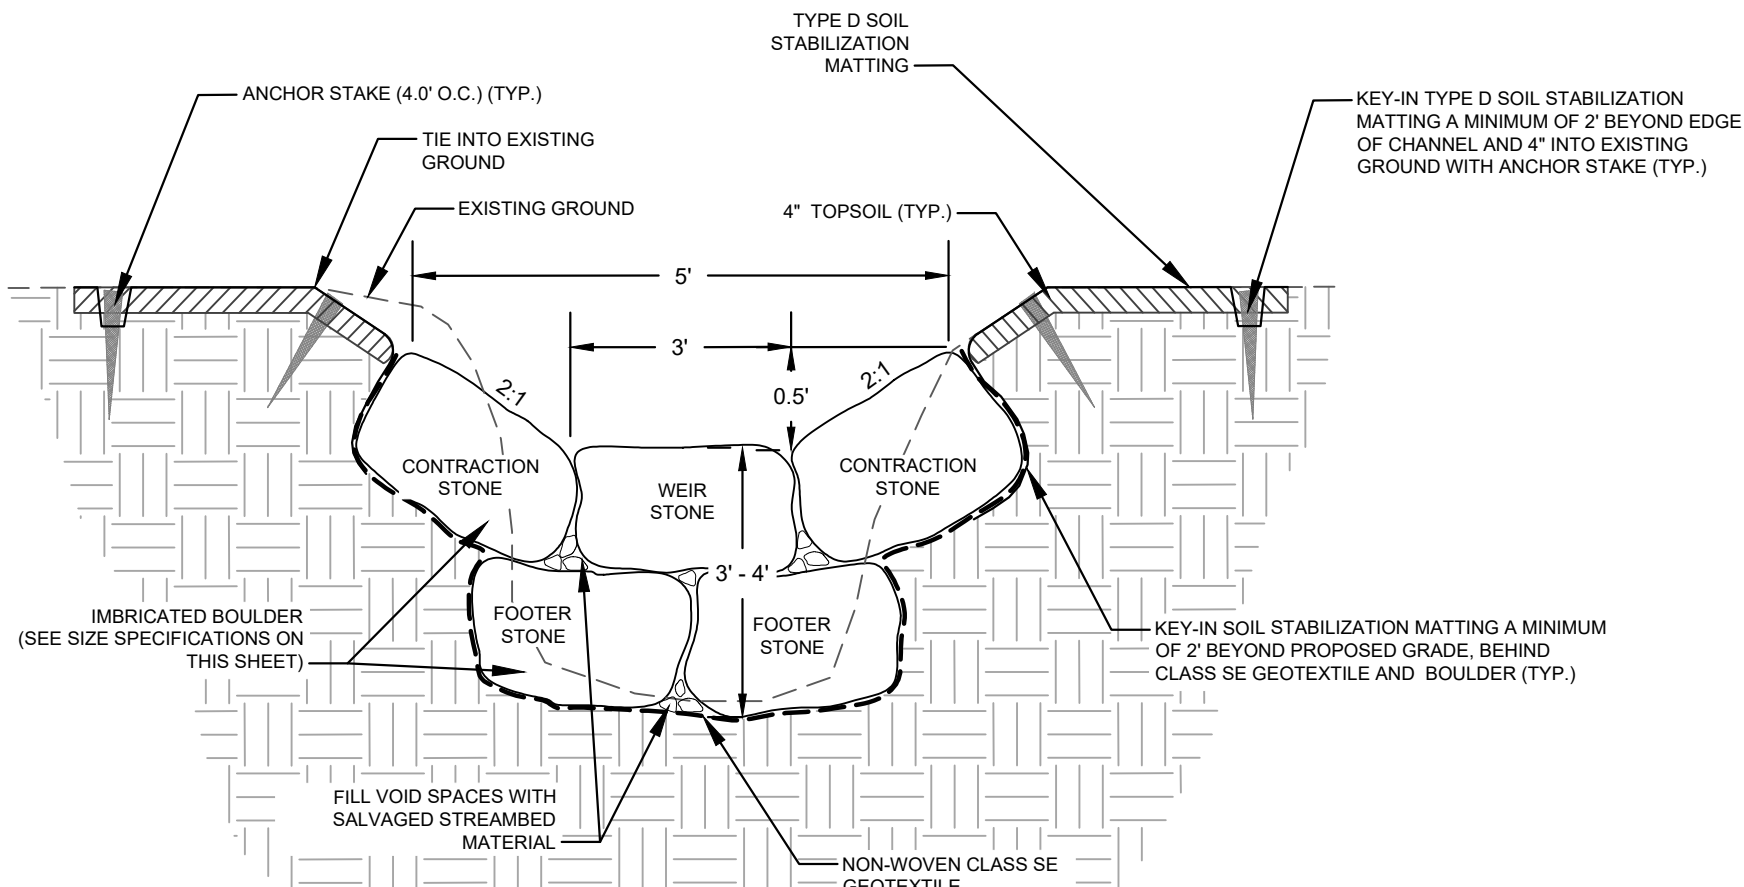 TYPE D SOIL
STABILIZATION
MATTING
ANCHOR STAKE (4.0' O.C.) (TYP.)
KEY-IN TYPE D SOIL STABILIZATION
MATTING A MINIMUM OF 2' BEYOND EDGE
OF CHANNEL AND 4" INTO EXISTING
GROUND WITH ANCHOR STAKE (TYP.)
TIE INTO EXISTING
GROUND
EXISTING GROUND
4" TOPSOIL (TYP.)
5'
3'
2:1
2:1
0.5'
CONTRACTION
STONE
WEIR
STONE
CONTRACTION
STONE
3' - 4'
FOOTER
STONE
FOOTER
STONE
IMBRICATED BOULDER
(SEE SIZE SPECIFICATIONS ON
THIS SHEET)
KEY-IN SOIL STABILIZATION MATTING A MINIMUM
OF 2' BEYOND PROPOSED GRADE, BEHIND
CLASS SE GEOTEXTILE AND BOULDER (TYP.)
FILL VOID SPACES WITH
SALVAGED STREAMBED
MATERIAL
NON-WOVEN CLASS SE
GEOTEXTILE